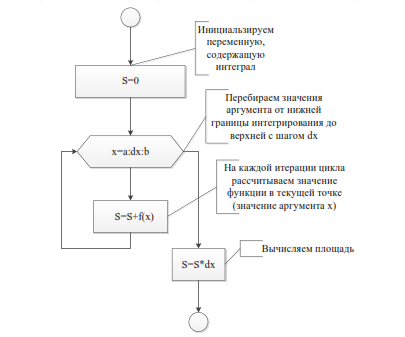 Инициализируем
переменную,
содержащую
интеграл
S=0
Перебираем значения
аргумента от нижней
границы интегрирования до
верхней с шагом dx
x=a:dx:b
На каждой итерации цикла
рассчитываем значение
функции в текущей точке
(значение аргумента x)
S=S+f(x)
Вычисляем площадь
S=S*dx